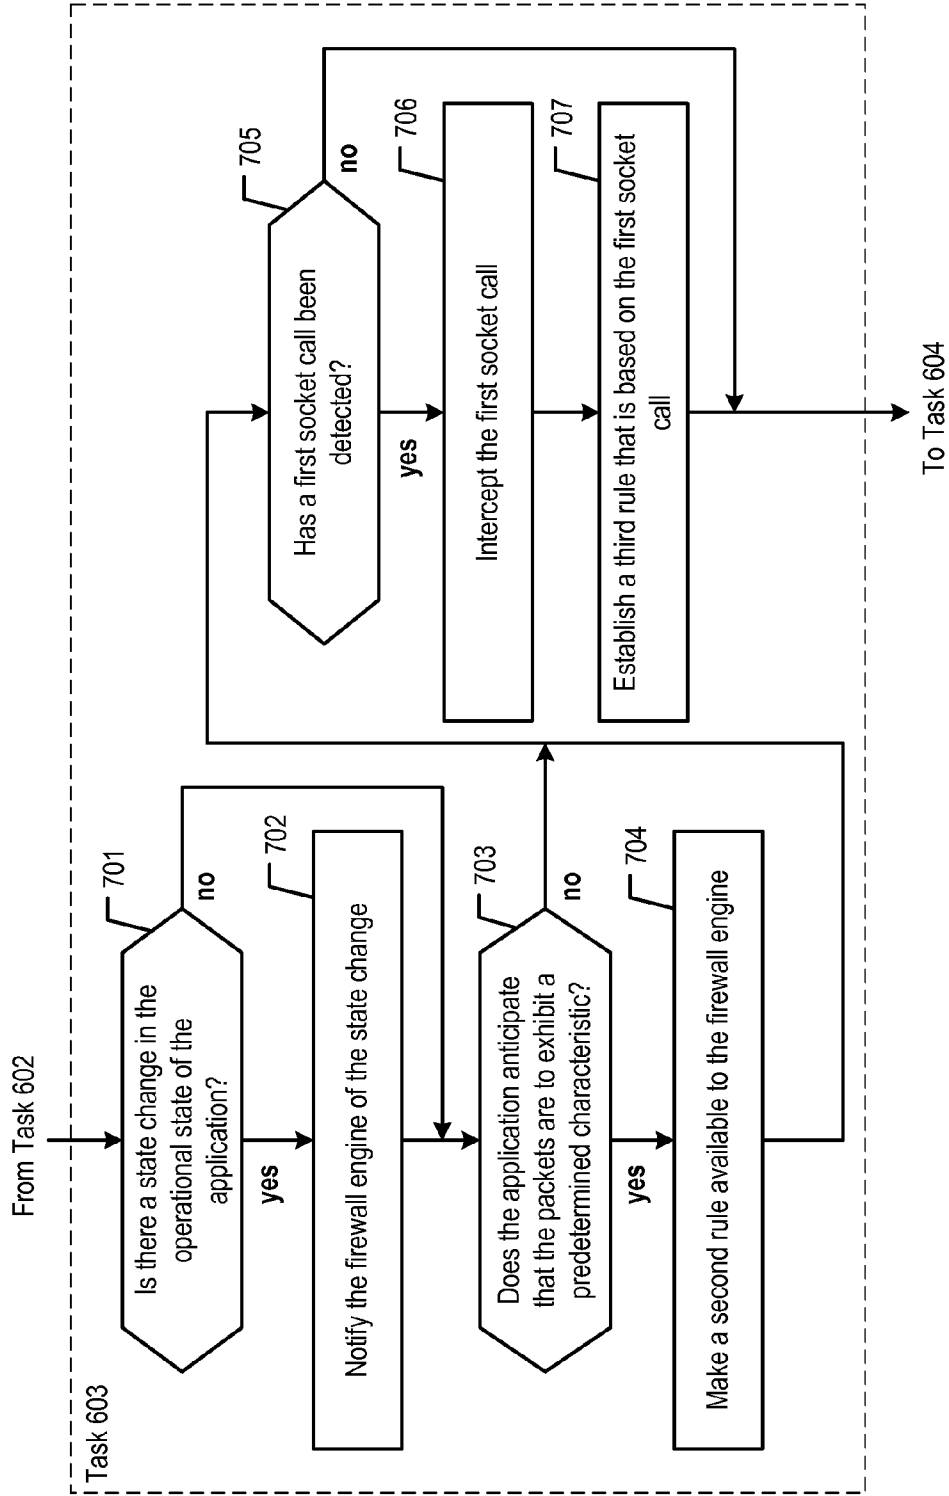 Task 603
From Task 602
701
Is there a state change in the
operational state of the
application?
no
yes
702
Notify the firewall engine of the state change
703
Does the application anticipate
that the packets are to exhibit a
predetermined characteristic?
no
yes
704
Make a second rule available to the firewall engine
705
Has a first socket call been
detected?
no
yes
706
Intercept the first socket call
707
Establish a third rule that is based on the first socket
call
To Task 604